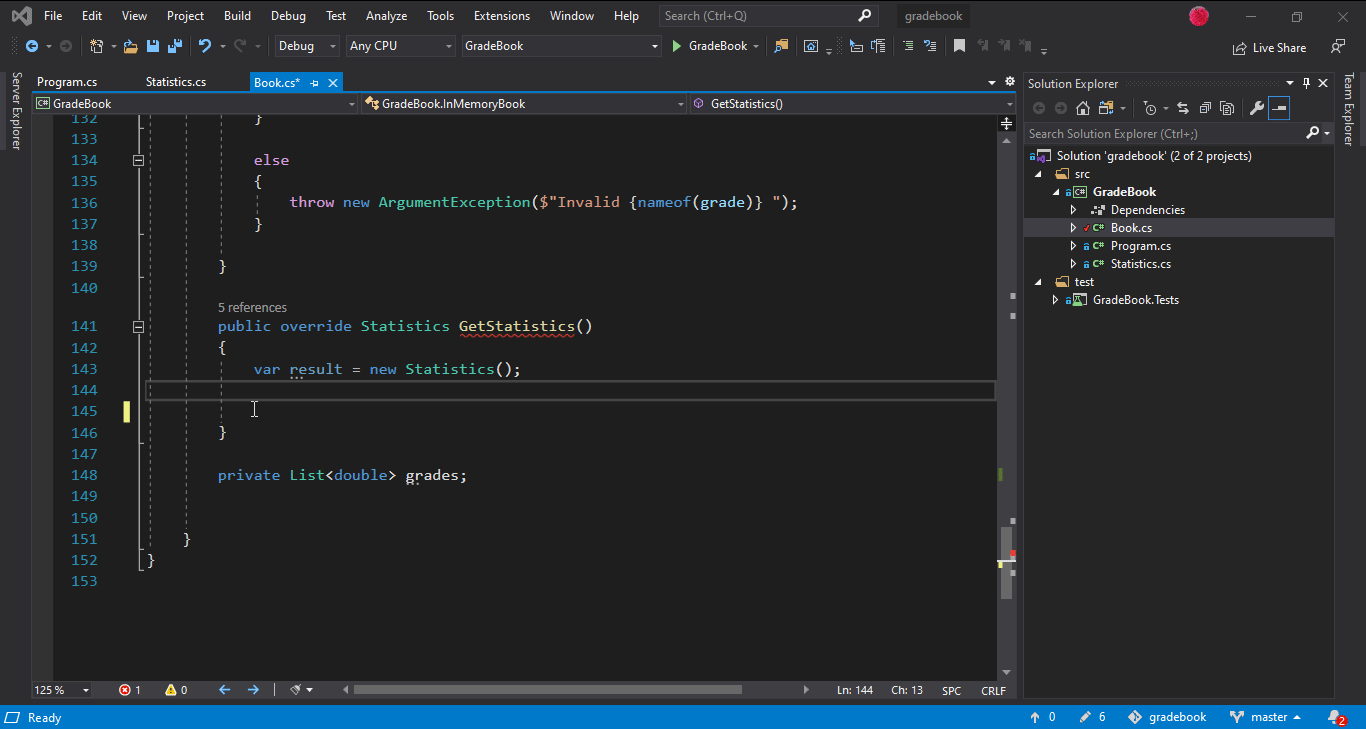 File Edit View Project Build Debug Test Analyze Tools Extensions Window Help Search (Ctrl+Q) gradebook
Debug Any CPU GradeBook GradeBook Live Share
Server Explorer
Program.cs Statistics.cs Book.cs*
GradeBook GradeBook.InMemoryBook GetStatistics()
132 }
133
134 else
135 {
136 throw new ArgumentException($"Invalid {nameof(grade)} ");
137 }
138
139 }
140
5 references
141 public override Statistics GetStatistics()
142 {
143 var result = new Statistics();
144
145
146 }
147
148 private List<double> grades;
149
150
151 }
152 }
153
125 % 1 0 Ln: 144 Ch: 13 SPC CRLF
Solution Explorer
Search Solution Explorer (Ctrl+;)
Solution 'gradebook' (2 of 2 projects)
src
C# GradeBook
Dependencies
C# Book.cs
C# Program.cs
C# Statistics.cs
test
GradeBook.Tests
Team Explorer
Ready 0 6 gradebook master 2